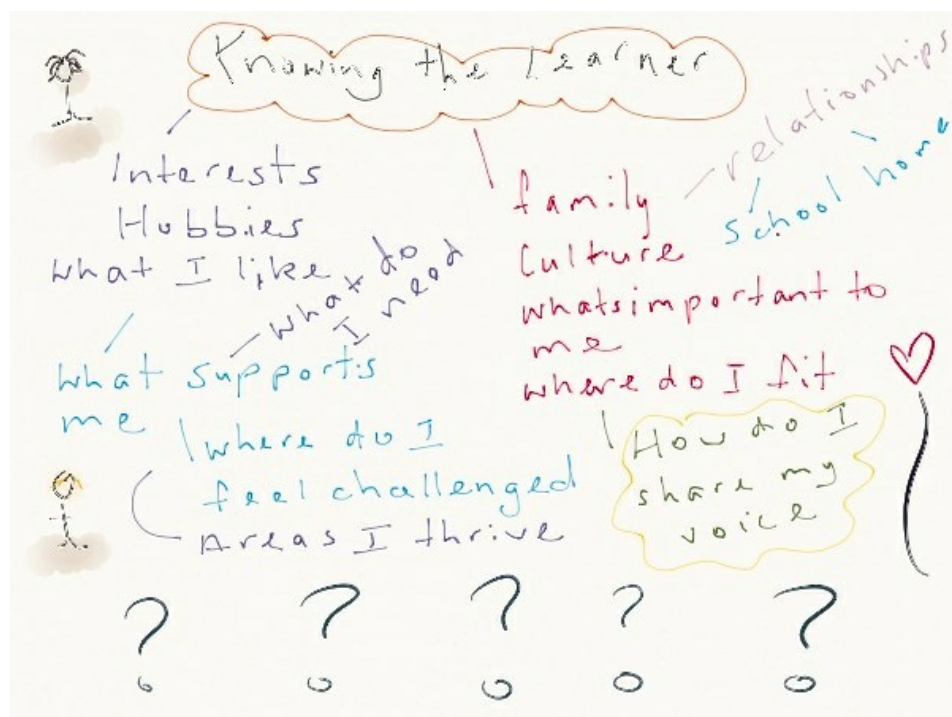 Knowing the Learner
Interests
Hobbies
what I like
what do
I need
what supports
me
where do I
feel challenged
Areas I thrive
family
Culture
whatsimportant to
me
where do I fit
relationships
School home
How do I
share my
voice
? ? ? ? ?